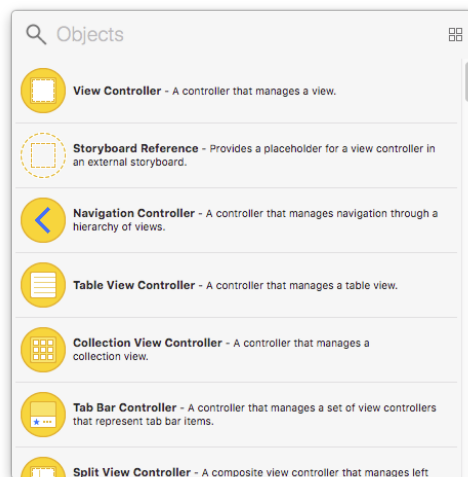 Objects
View Controller - A controller that manages a view.
Storyboard Reference - Provides a placeholder for a view controller in
an external storyboard.
Navigation Controller - A controller that manages navigation through a
hierarchy of views.
Table View Controller - A controller that manages a table view.
Collection View Controller - A controller that manages a
collection view.
Tab Bar Controller - A controller that manages a set of view controllers
that represent tab bar items.
Split View Controller - A composite view controller that manages left